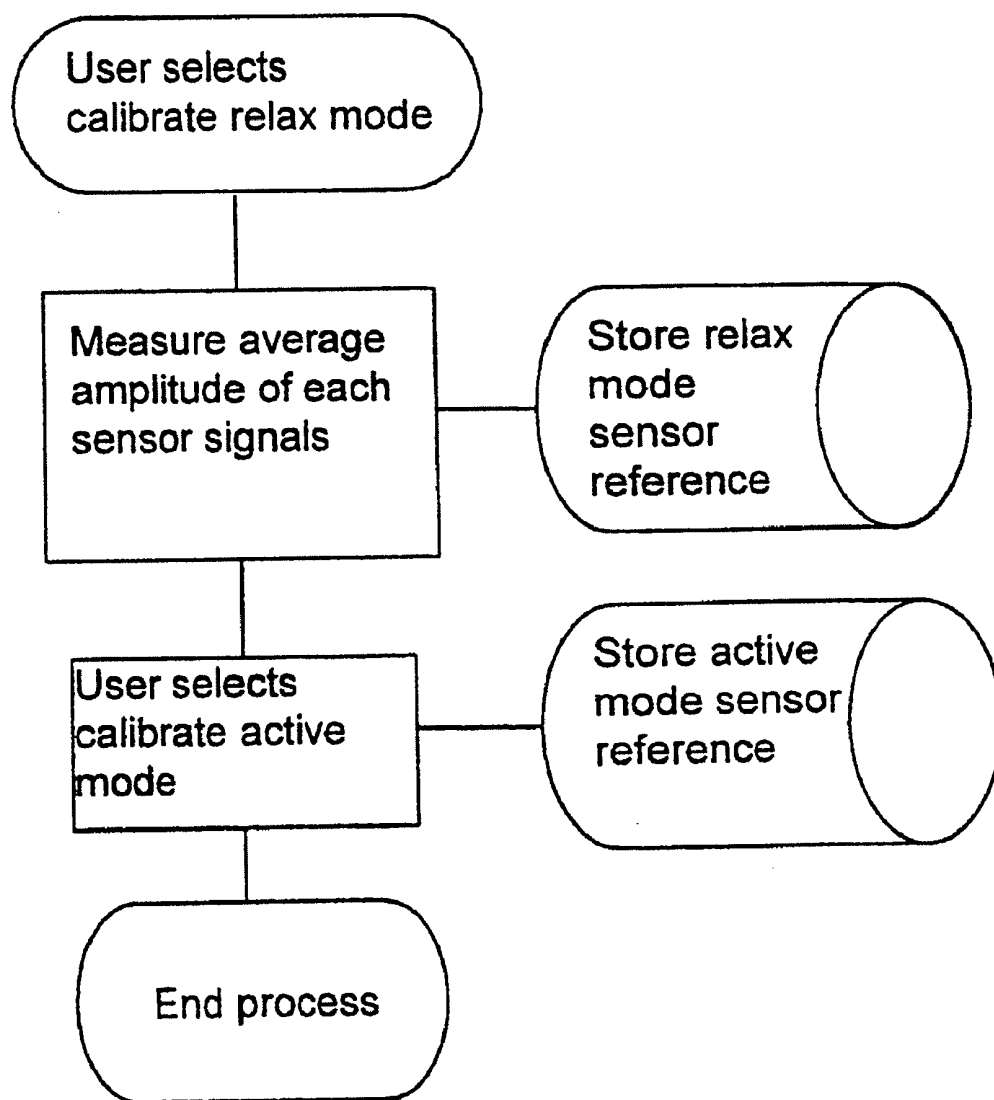 User selects
calibrate relax mode
Measure average
amplitude of each
sensor signals
Store relax
mode
sensor
reference
User selects
calibrate active
mode
Store active
mode sensor
reference
End process